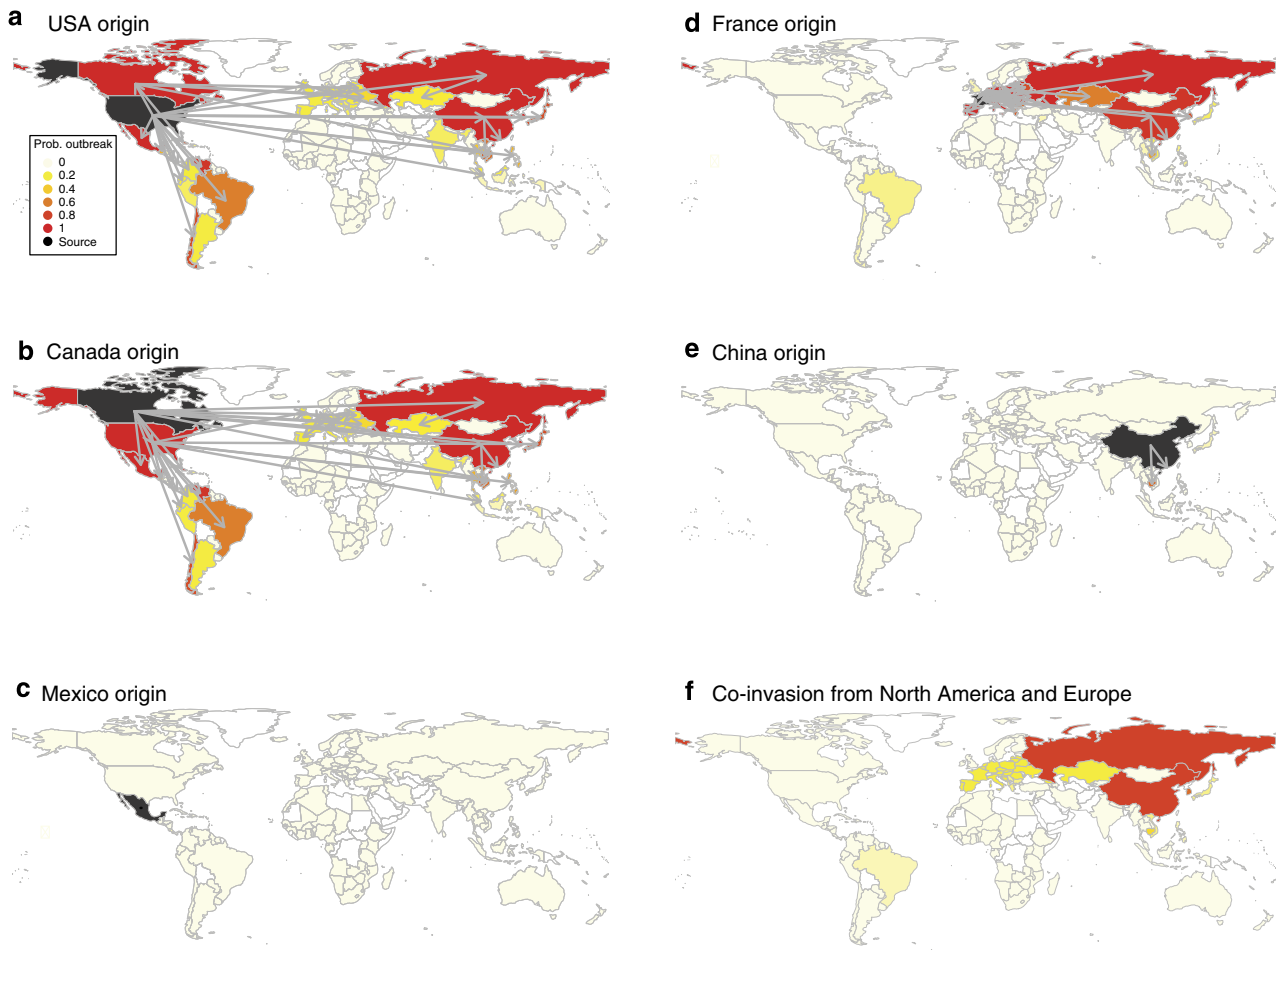 a USA origin
Prob. outbreak
0
0.2
0.4
0.6
0.8
1
Source
b Canada origin
c Mexico origin
d France origin
e China origin
f Co-invasion from North America and Europe